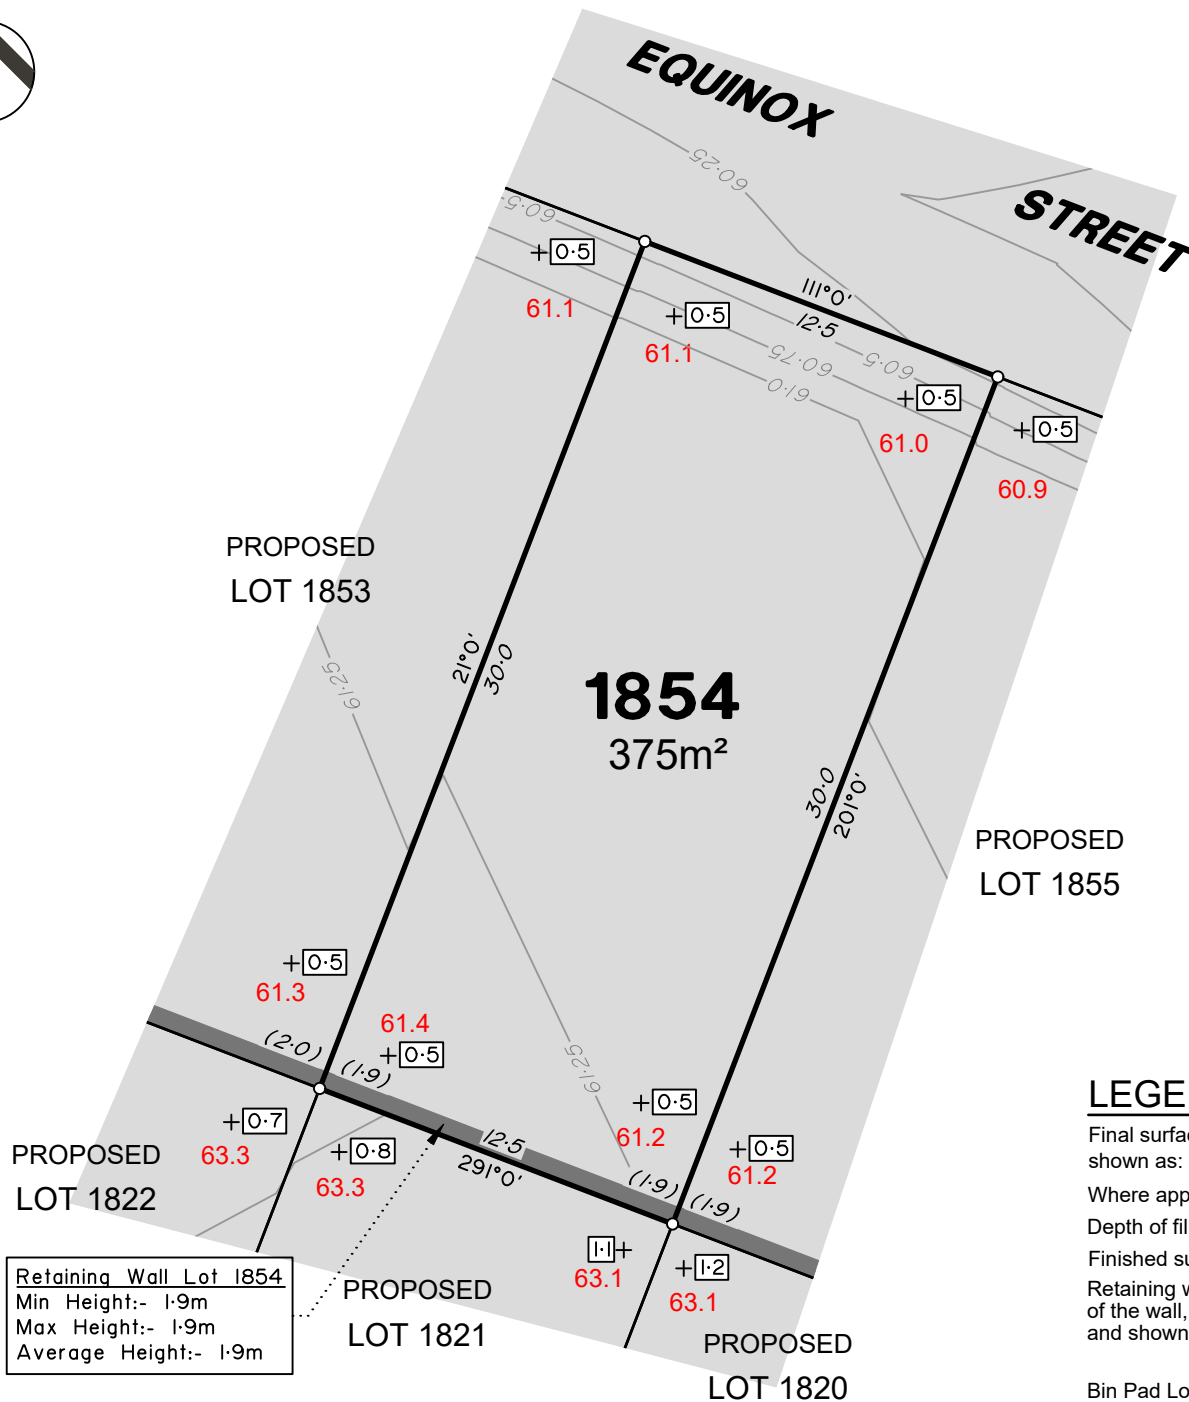 EQUINOX
STREET
60·25
60·5
+ 0·5
61.1
111°0'
12·5
+ 0·5
61.1
60·75
60·5
61·0
+ 0·5
61.0
+ 0·5
60.9
PROPOSED
LOT 1853
21°0'
30·0
61·25
1854
375m²
30·0
201°0'
PROPOSED
LOT 1855
+ 0·5
61.3
61.4
+ 0·5
(2·0)
(1·9)
61·25
+ 0·5
61.2
+ 0·5
61.2
(1·9)
(1·9)
12·5
291°0'
+ 0·7
63.3
+ 0·8
63.3
PROPOSED
LOT 1822
1·1 +
63.1
+ 1·2
63.1
Retaining Wall Lot 1854
Min Height:- 1·9m
Max Height:- 1·9m
Average Height:- 1·9m
PROPOSED
LOT 1821
PROPOSED
LOT 1820
LEGE
Final surfa
shown as:
Where app
Depth of fil
Finished su
Retaining w
of the wall,
and shown
Bin Pad Lo